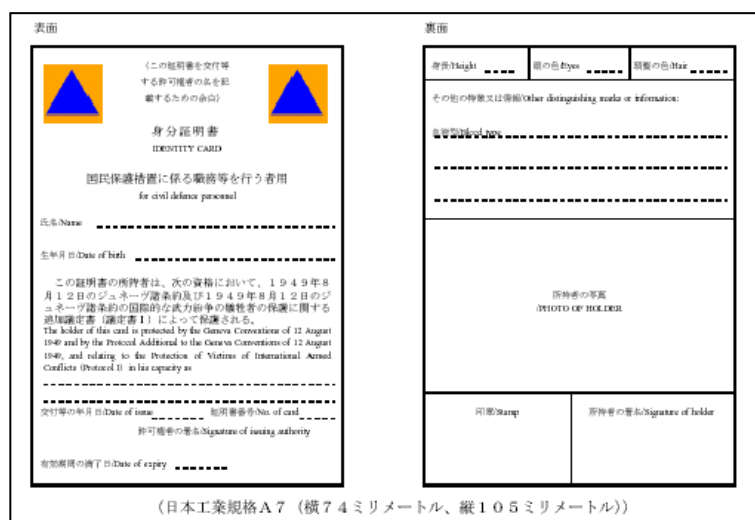 表面
(この証明書を交付等
する許可権者の名を記
載するための余白)
身分証明書
IDENTITY CARD
国民保護措置に係る職務等を行う者用
for civil defence personnel
氏名/Name
生年月日/Date of birth
この証明書の所持者は、次の資格において、1949年8
月12日のジュネーヴ諸条約及び1949年8月12日のジ
ュネーヴ諸条約の国際的な武力紛争の犠牲者の保護に関する
追加議定書(議定書I)によって保護される。
The holder of this card is protected by the Geneva Conventions of 12 August
1949 and by the Protocol Additional to the Geneva Conventions of 12 August
1949, and relating to the Protection of Victims of International Armed
Conflicts (Protocol I) in his capacity as
交付等の年月日/Date of issue 証明書番号/No. of card
許可権者の署名/Signature of issuing authority
有効期間の満了日/Date of expiry
裏面
身長/Height 眼の色/Eyes 頭髪の色/Hair
その他の特徴又は情報/Other distinguishing marks or information:
血液型/Blood type
所持者の写真
/PHOTO OF HOLDER
印章/Stamp 所持者の署名/Signature of holder
(日本工業規格A7(横74ミリメートル、縦105ミリメートル))